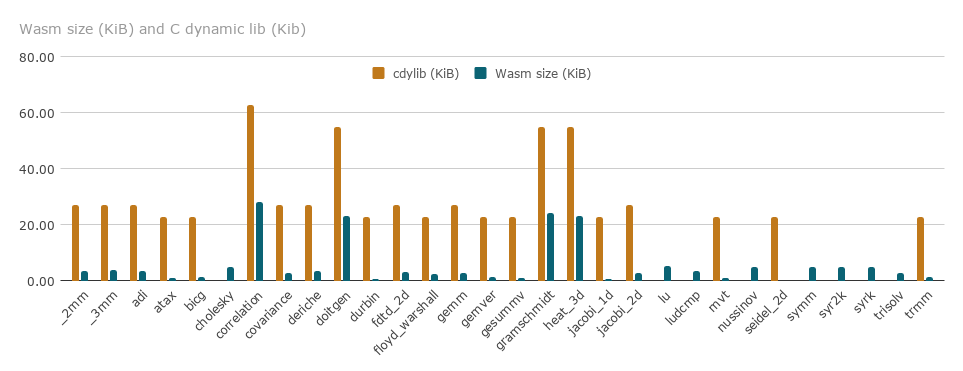 Wasm size (KiB) and C dynamic lib (Kib)
80.00
cdylib (KiB)
Wasm size (KiB)
60.00
40.00
20.00
0.00
_2mm
_3mm
adi
atax
bicg
cholesky
correlation
covariance
deriche
doitgen
durbin
fdtd_2d
floyd_warshall
gemm
gemver
gesummv
gramschmidt
heat_3d
jacobi_1d
jacobi_2d
lu
ludcmp
mvt
nussinov
seidel_2d
symm
syr2k
syrk
trisolv
trmm